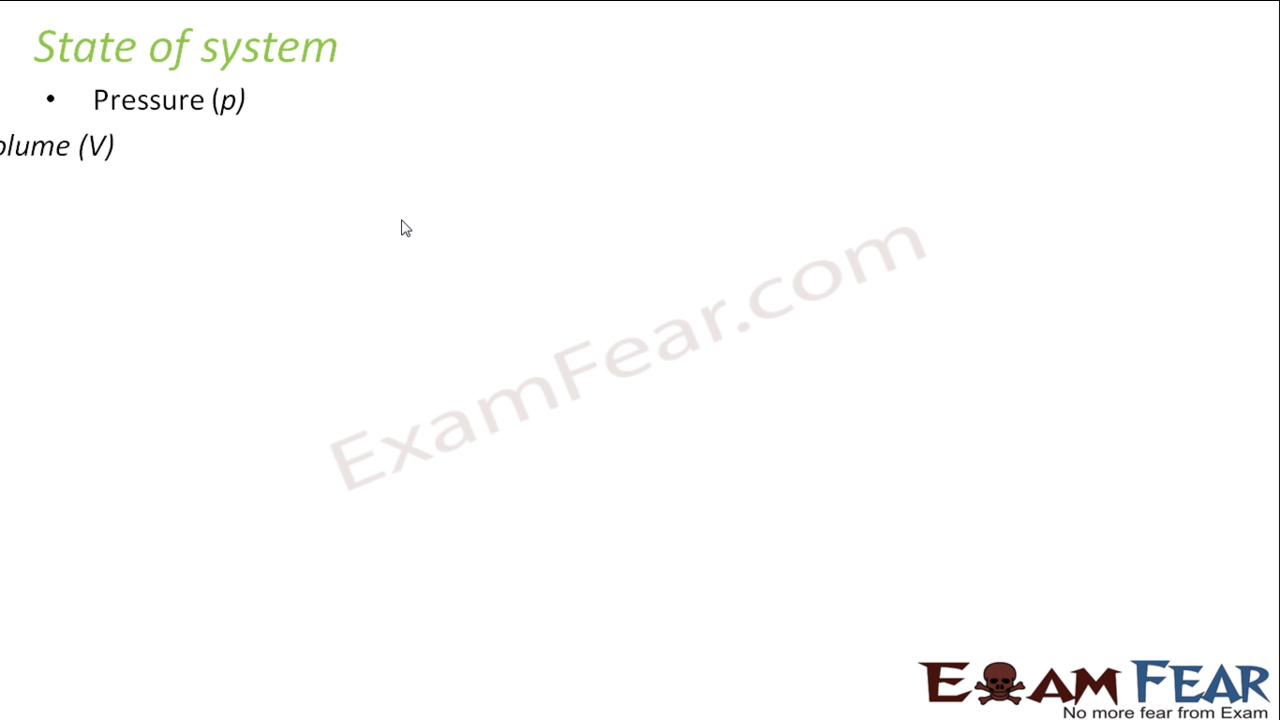 State of system
• Pressure (p)
olume (V)
ExamFear.com
EXAM FEAR
No more fear from Exam